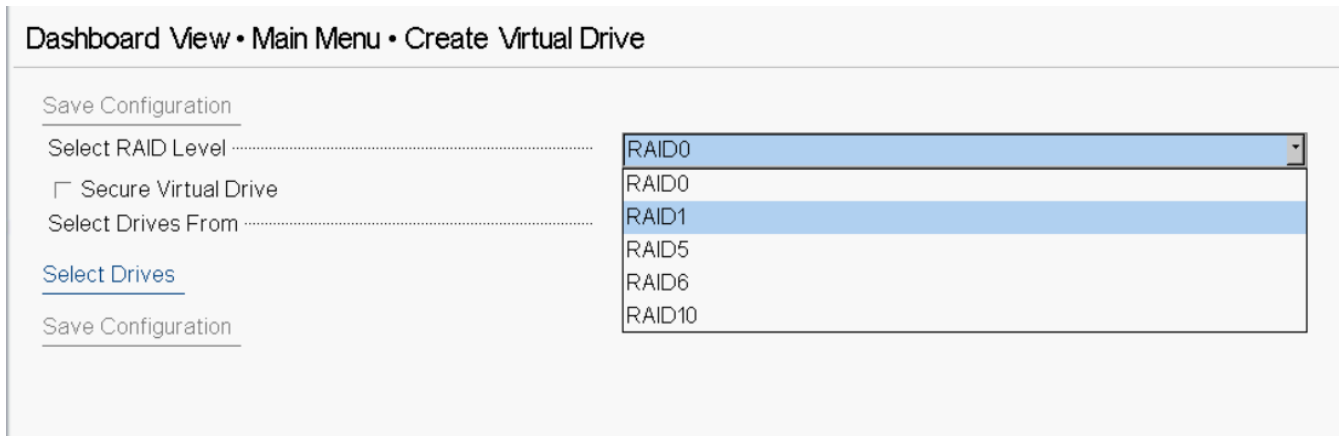 Dashboard View • Main Menu • Create Virtual Drive
Save Configuration
Select RAID Level RAID0
RAID0
Secure Virtual Drive
RAID1
Select Drives From
RAID5
Select Drives
RAID6
RAID10
Save Configuration